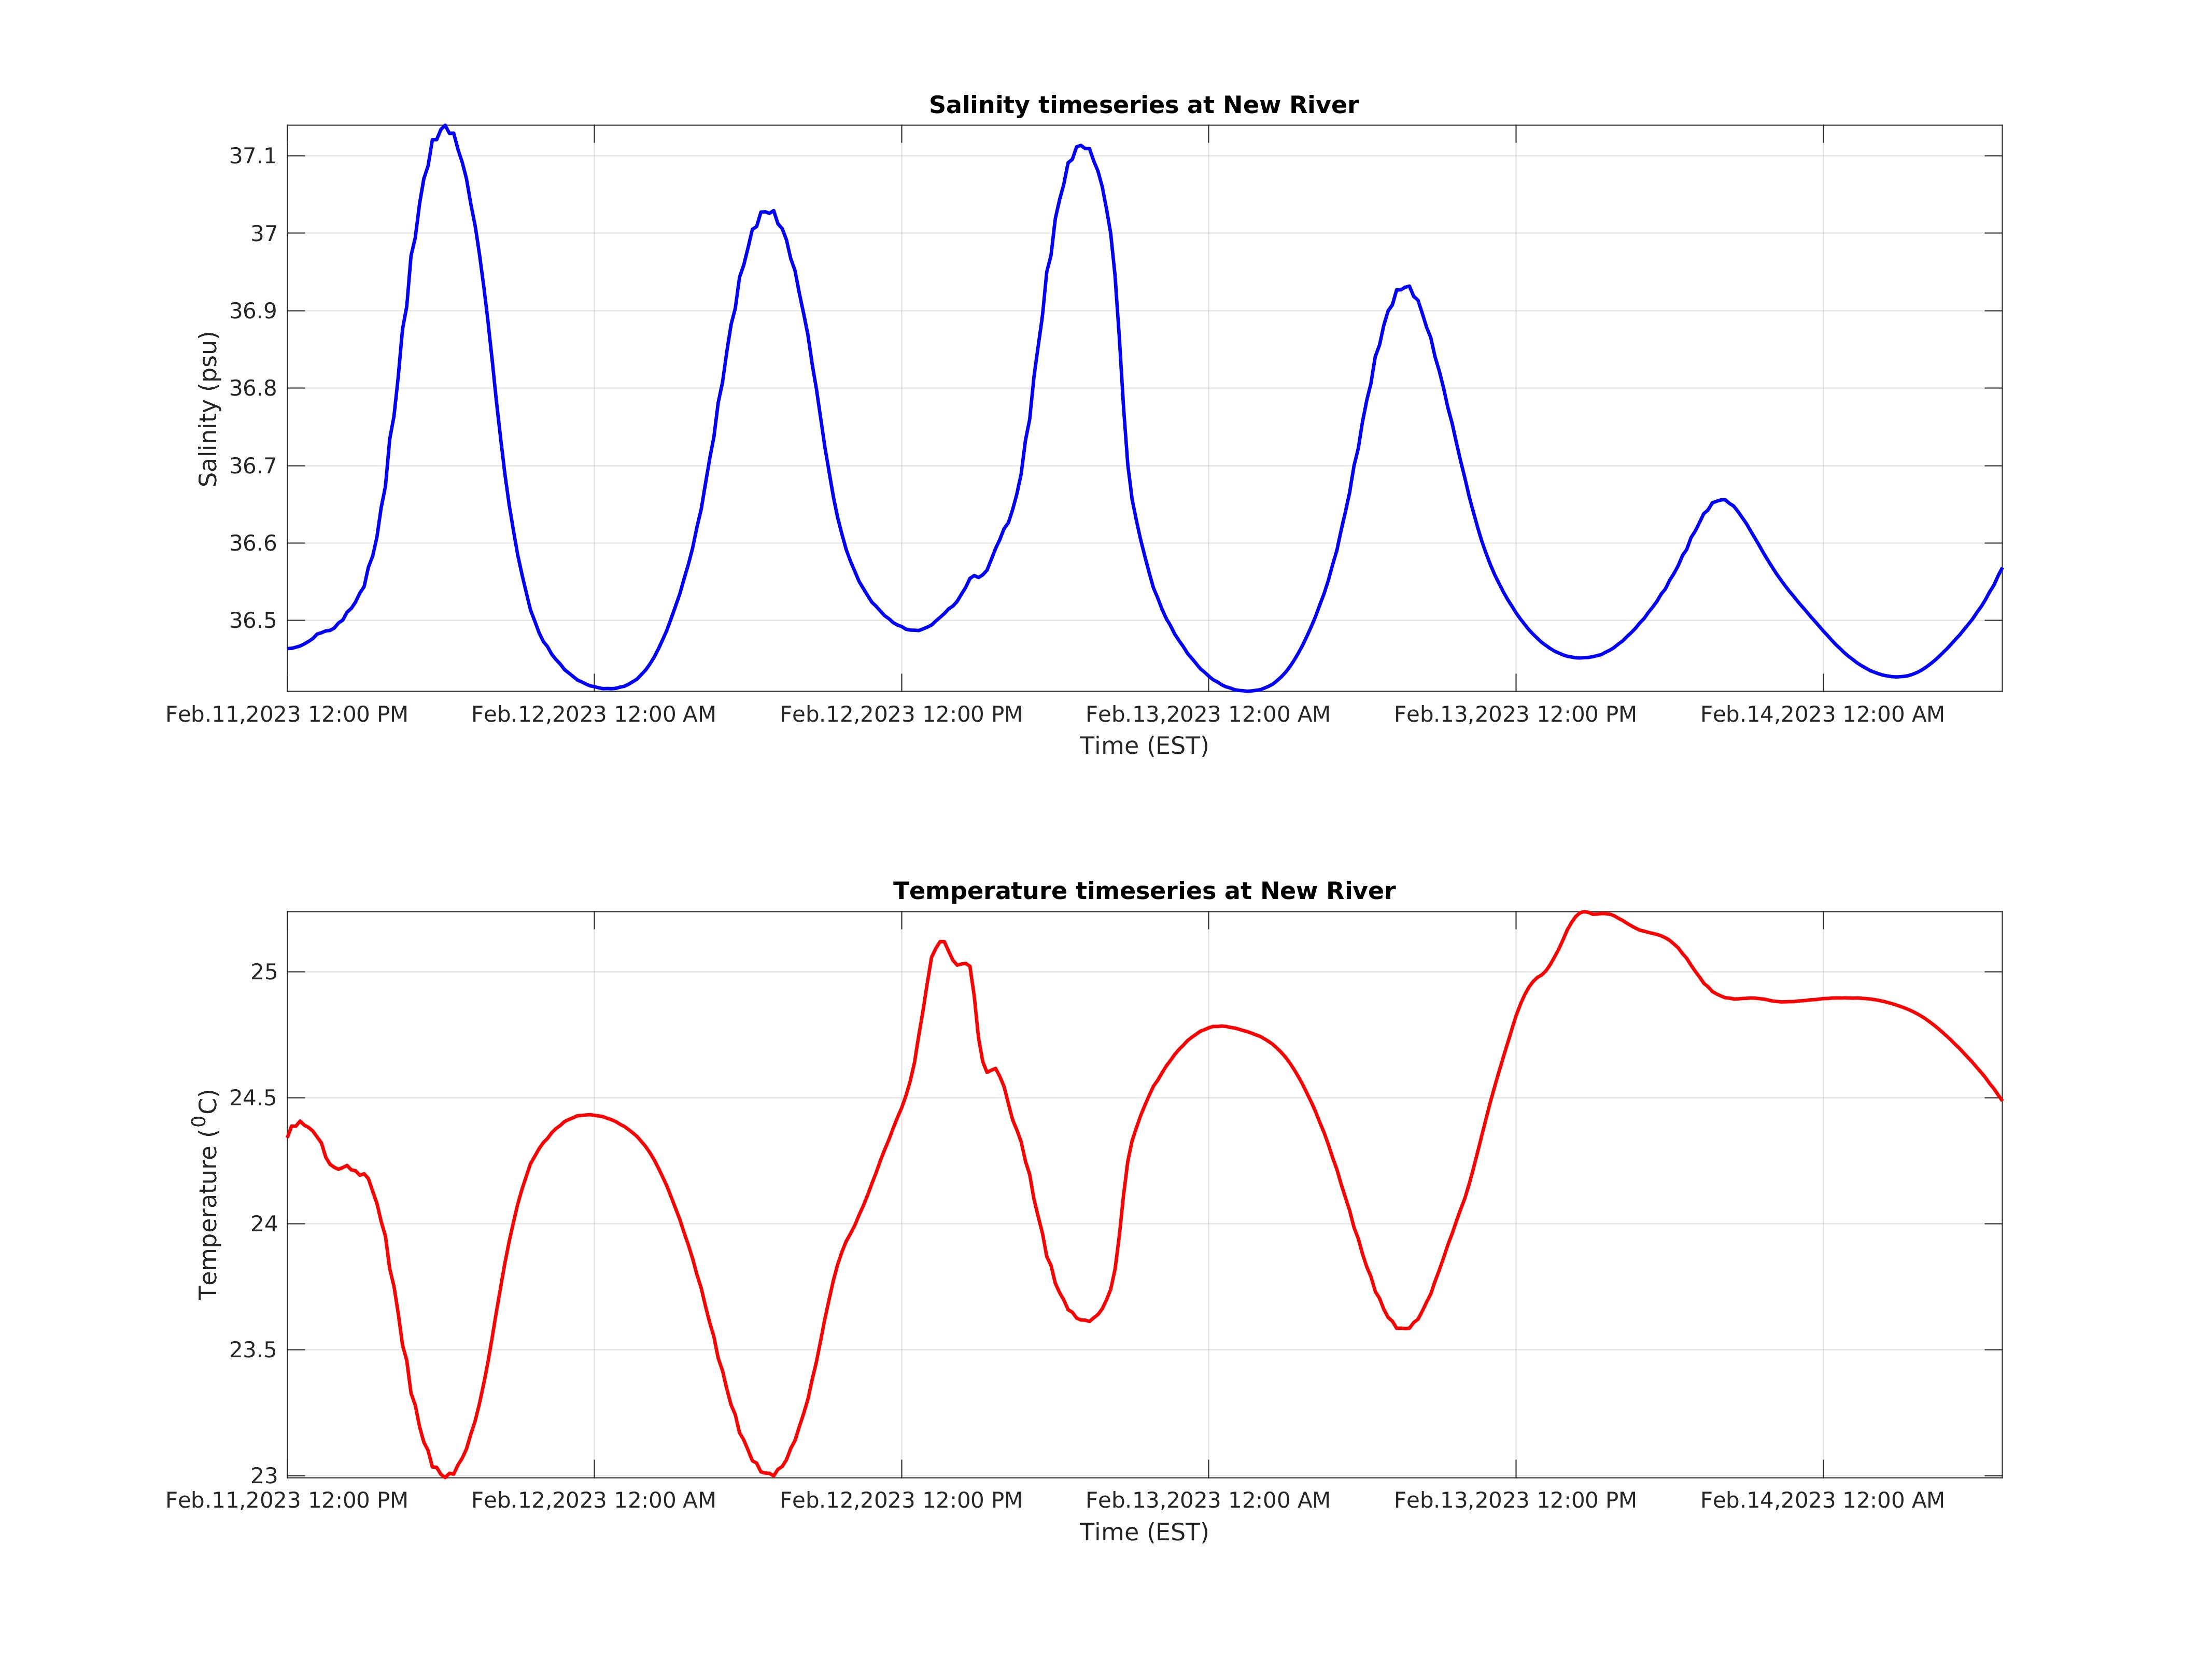 Salinity timeseries at New River
37.1
37
36.9
36.8
36.7
36.6
36.5
Salinity (psu)
Feb.11,2023 12:00 PM Feb.12,2023 12:00 AM Feb.12,2023 12:00 PM Feb.13,2023 12:00 AM Feb.13,2023 12:00 PM Feb.14,2023 12:00 AM
Time (EST)
Temperature timeseries at New River
25
24.5
24
23.5
23
Temperature (⁰C)
Feb.11,2023 12:00 PM Feb.12,2023 12:00 AM Feb.12,2023 12:00 PM Feb.13,2023 12:00 AM Feb.13,2023 12:00 PM Feb.14,2023 12:00 AM
Time (EST)